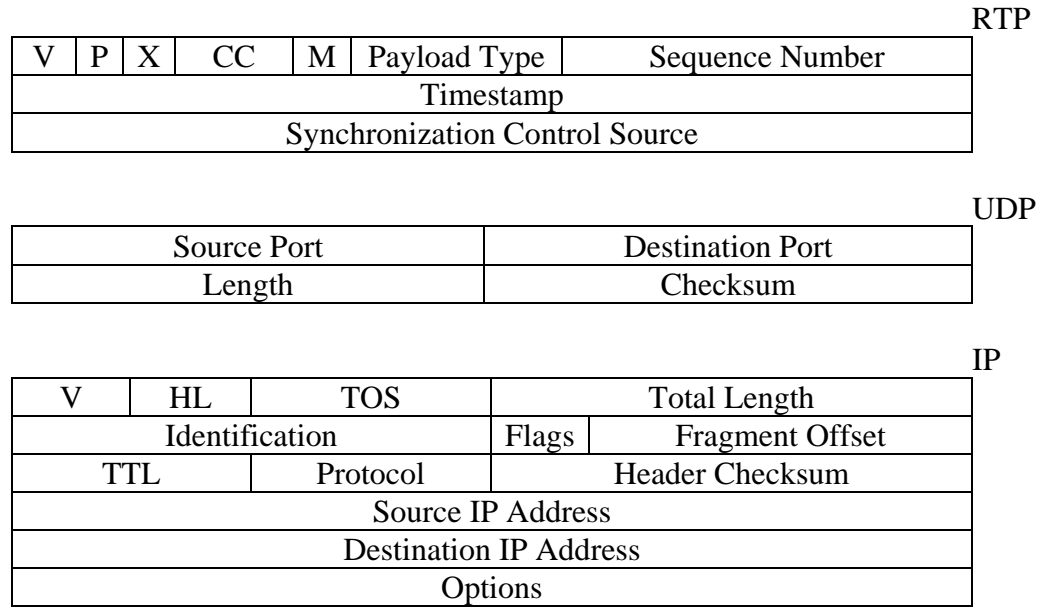 RTP
V P X CC M Payload Type Sequence Number
Timestamp
Synchronization Control Source
UDP
Source Port Destination Port
Length Checksum
IP
V HL TOS Total Length
Identification Flags Fragment Offset
TTL Protocol Header Checksum
Source IP Address
Destination IP Address
Options